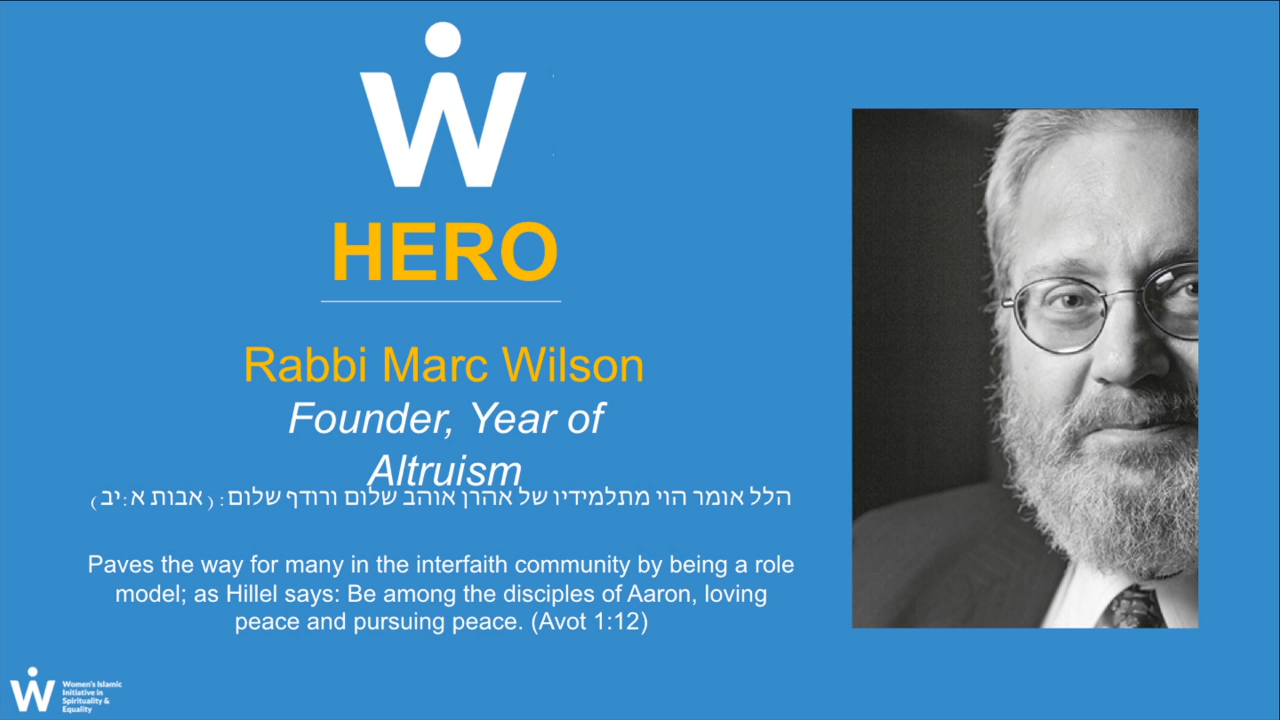 HERO
Rabbi Marc Wilson
Founder, Year of
Altruism
הלל אומר הוי מתלמידיו של אהרן אוהב שלום ורודף שלום: (אבות א:יב)
Paves the way for many in the interfaith community by being a role
model; as Hillel says: Be among the disciples of Aaron, loving
peace and pursuing peace. (Avot 1:12)
Women's Islamic
Initiative in
Spirituality &
Equality